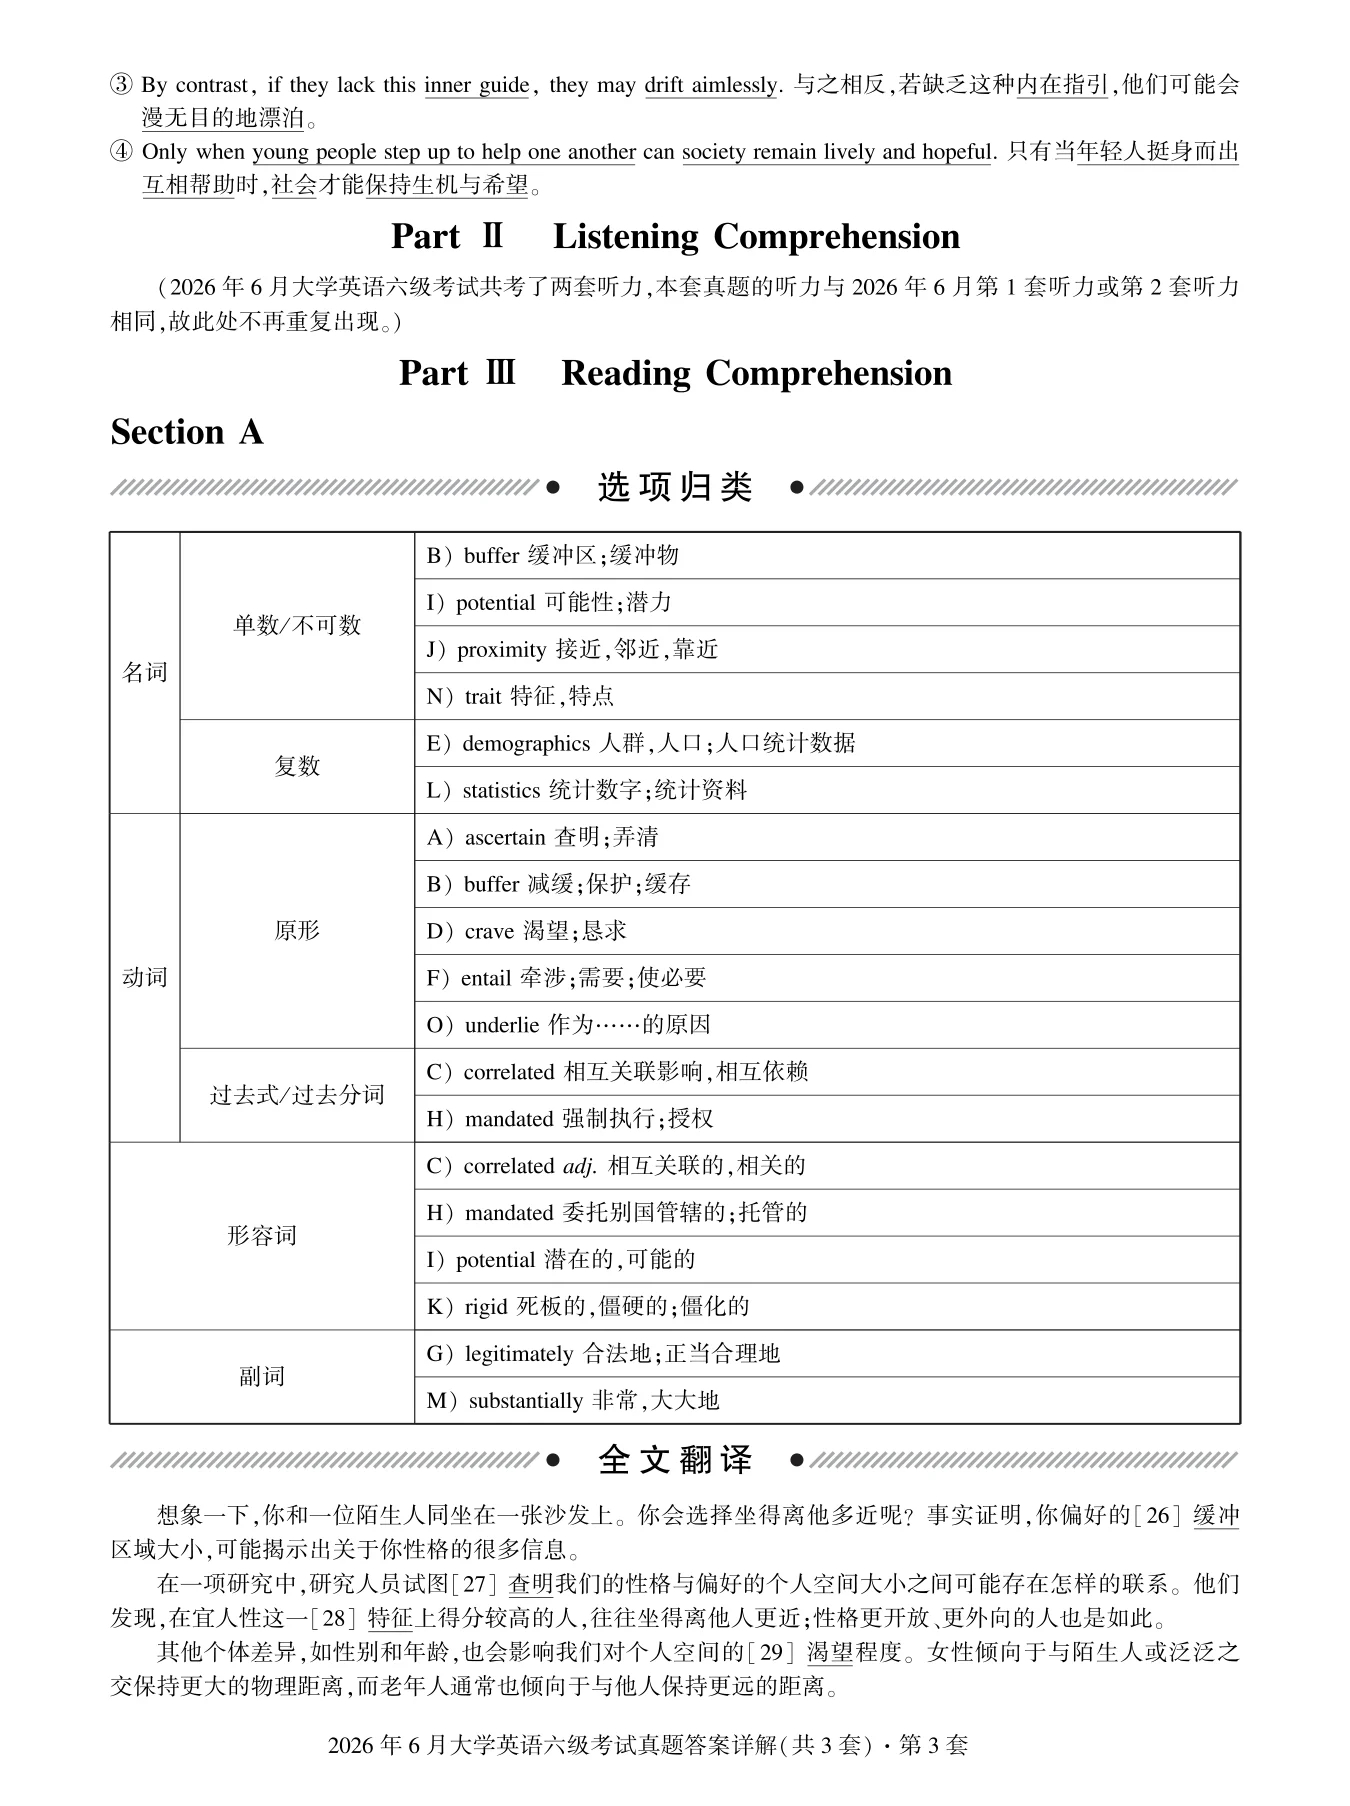 ③ By contrast, if they lack this inner guide, they may drift aimlessly. 与之相反,若缺乏这种内在指引,他们可能会
漫无目的地漂泊。
④ Only when young people step up to help one another can society remain lively and hopeful. 只有当年轻人挺身而出
互相帮助时,社会才能保持生机与希望。
Part Ⅱ Listening Comprehension
(2026 年 6 月大学英语六级考试共考了两套听力,本套真题的听力与 2026 年 6 月第 1 套听力或第 2 套听力
相同,故此处不再重复出现。)
Part Ⅲ Reading Comprehension
Section A
● 选项归类 ●
名词
单数/不可数
B) buffer 缓冲区;缓冲物
I) potential 可能性;潜力
J) proximity 接近,邻近,靠近
N) trait 特征,特点
复数
E) demographics 人群,人口;人口统计数据
L) statistics 统计数字;统计资料
动词
原形
A) ascertain 查明;弄清
B) buffer 减缓;保护;缓存
D) crave 渴望;恳求
F) entail 牵涉;需要;使必要
O) underlie 作为……的原因
过去式/过去分词
C) correlated 相互关联影响,相互依赖
H) mandated 强制执行;授权
形容词
C) correlated adj. 相互关联的,相关的
H) mandated 委托别国管辖的;托管的
I) potential 潜在的,可能的
K) rigid 死板的,僵硬的;僵化的
副词
G) legitimately 合法地;正当合理地
M) substantially 非常,大大地
● 全文翻译 ●
想象一下,你和一位陌生人同坐在一张沙发上。你会选择坐得离他多近呢? 事实证明,你偏好的[26] 缓冲
区域大小,可能揭示出关于你性格的很多信息。
在一项研究中,研究人员试图[27] 查明我们的性格与偏好的个人空间大小之间可能存在怎样的联系。他们
发现,在宜人性这一[28] 特征上得分较高的人,往往坐得离他人更近;性格更开放、更外向的人也是如此。
其他个体差异,如性别和年龄,也会影响我们对个人空间的[29] 渴望程度。女性倾向于与陌生人或泛泛之
交保持更大的物理距离,而老年人通常也倾向于与他人保持更远的距离。
2026 年 6 月大学英语六级考试真题答案详解(共 3 套)·第 3 套